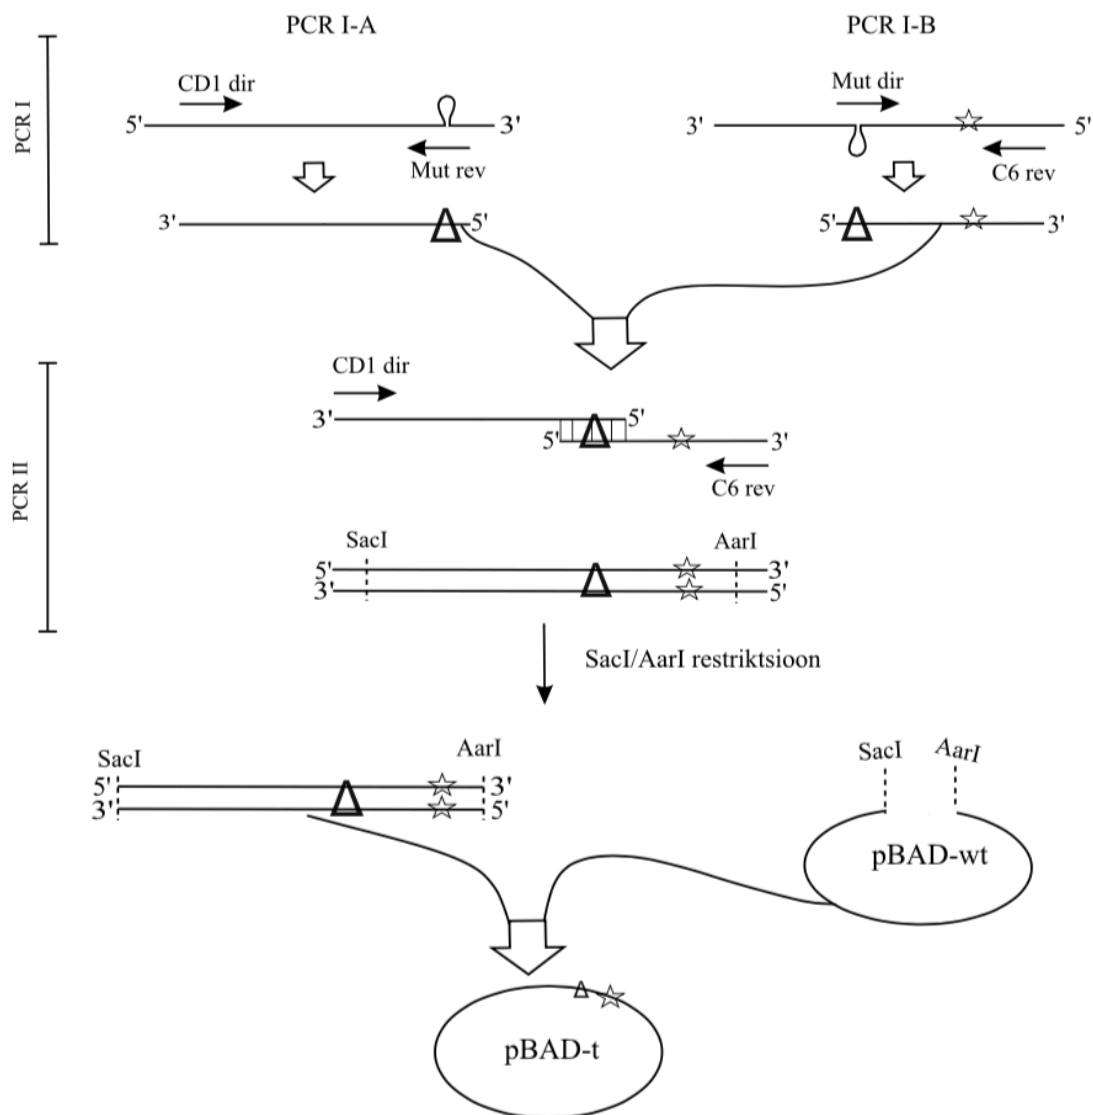 PCR I-A
PCR I-B
PCR I
CD1 dir
5'
3'
Mut rev
3'
5'
Mut dir
3'
5'
C6 rev
5'
3'
PCR II
CD1 dir
3'
5'
5'
3'
C6 rev
SacI
AarI
5'
3'
3'
5'
SacI/AarI restriktsioon
SacI
AarI
5'
3'
3'
5'
SacI
AarI
pBAD-wt
pBAD-t